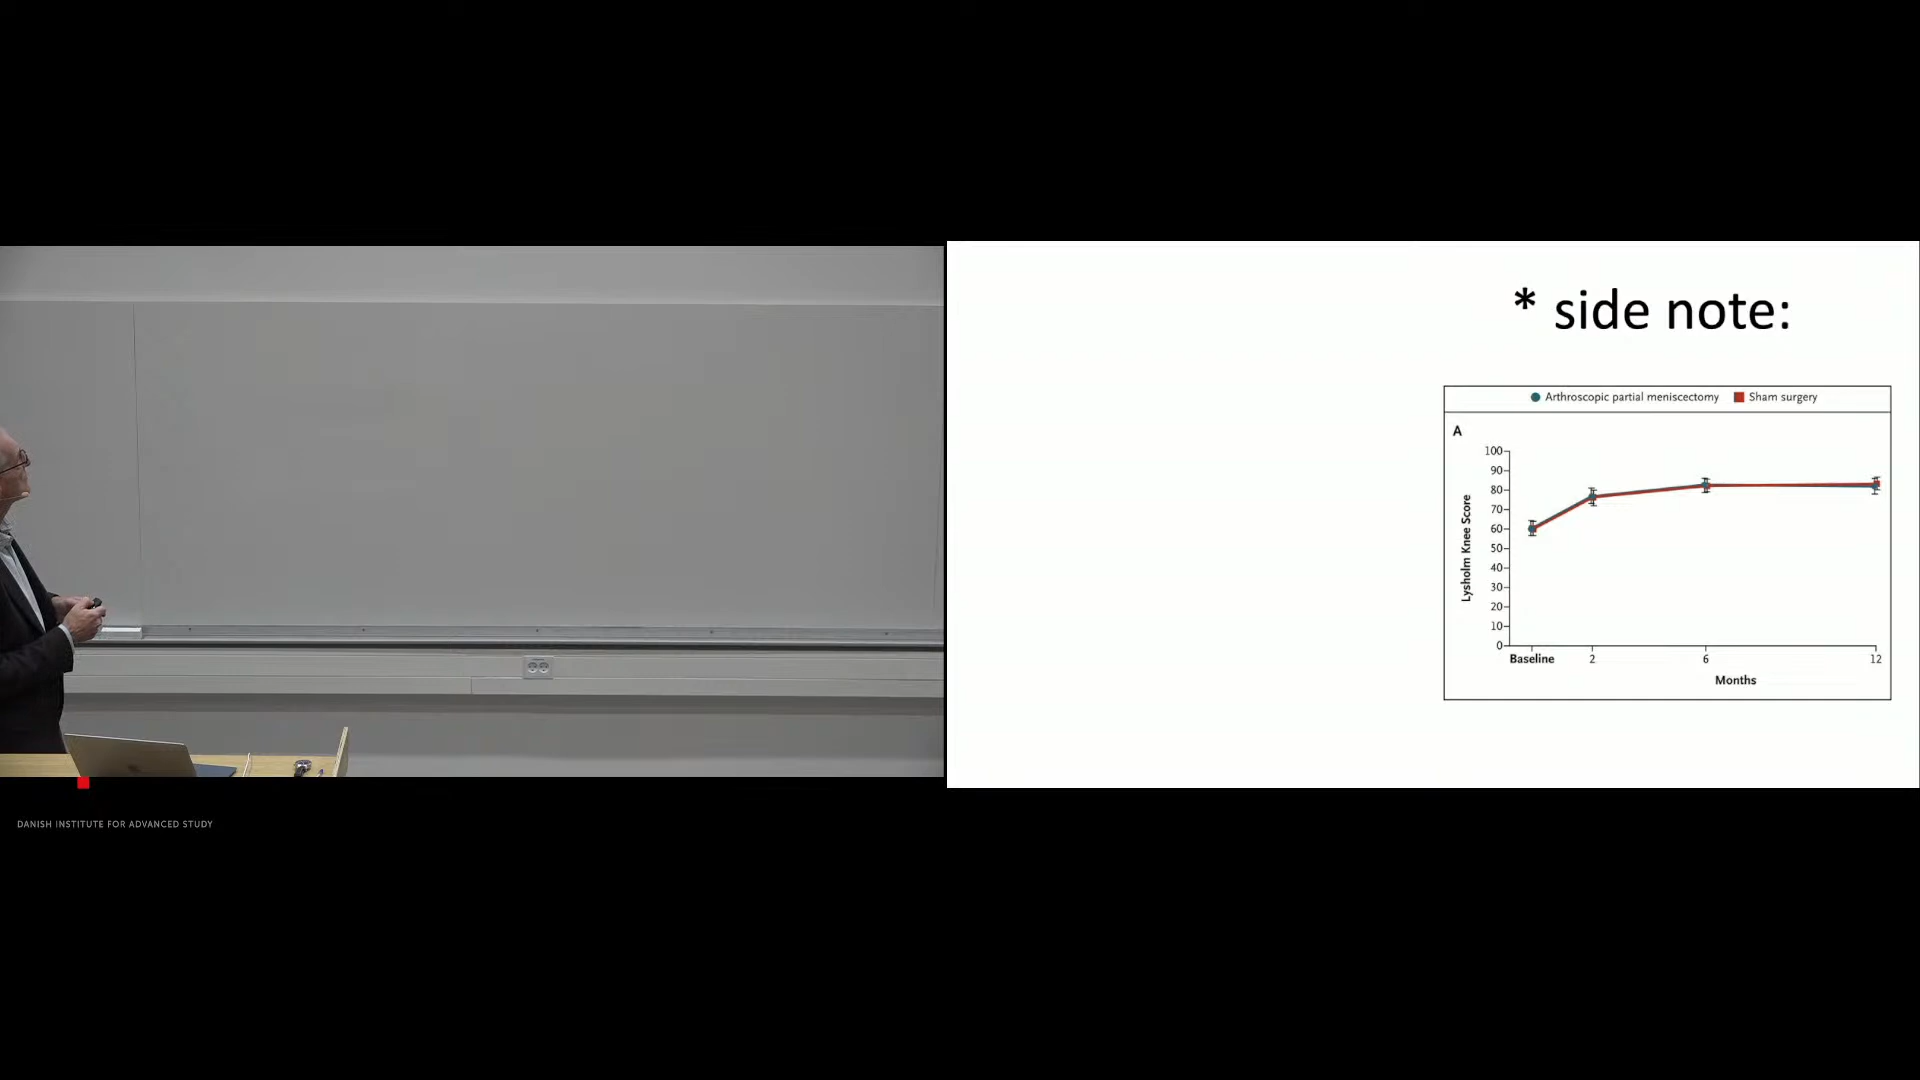 * side note:
Arthroscopic partial meniscectomy Sham surgery
A
100
90
80
70
60
50
40
30
20
10
0
Lysholm Knee Score
Baseline 2 6 12
Months
DANISH INSTITUTE FOR ADVANCED STUDY